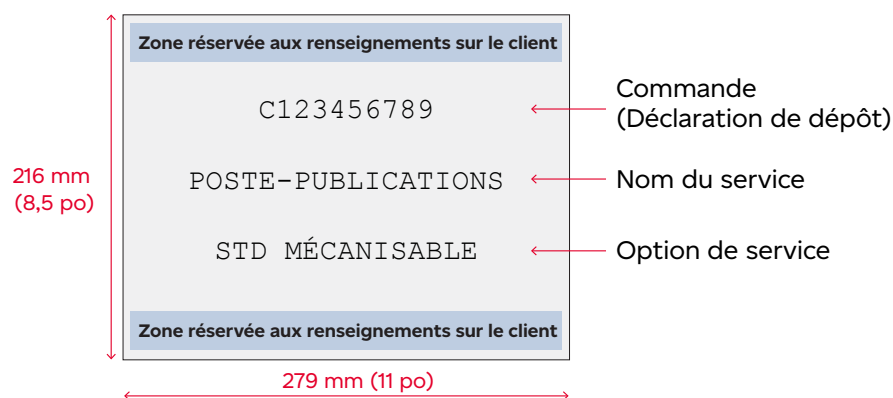 Zone réservée aux renseignements sur le client
C123456789
Commande
(Déclaration de dépôt)
216 mm
(8,5 po)
POSTE-PUBLICATIONS
Nom du service
STD MÉCANISABLE
Option de service
Zone réservée aux renseignements sur le client
279 mm (11 po)